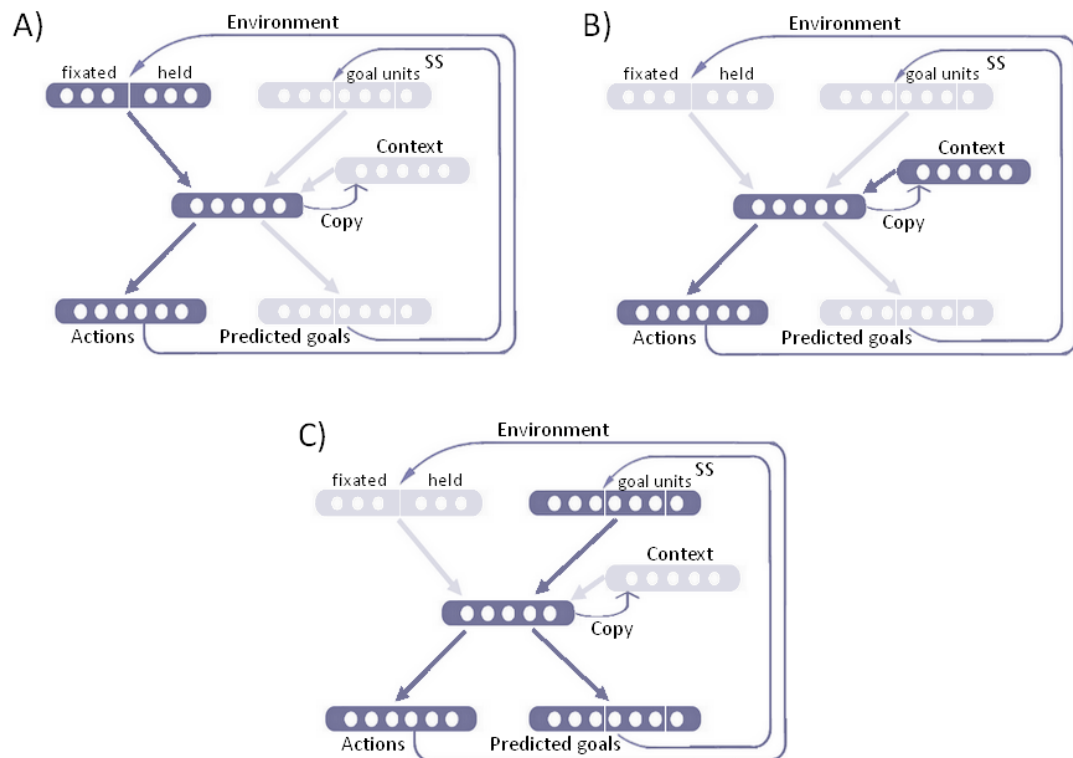 A)
Environment
fixated held
SS
goal units
Context
Copy
Actions
Predicted goals
B)
Environment
fixated held
SS
goal units
Context
Copy
Actions
Predicted goals
C)
Environment
fixated held
SS
goal units
Context
Copy
Actions
Predicted goals